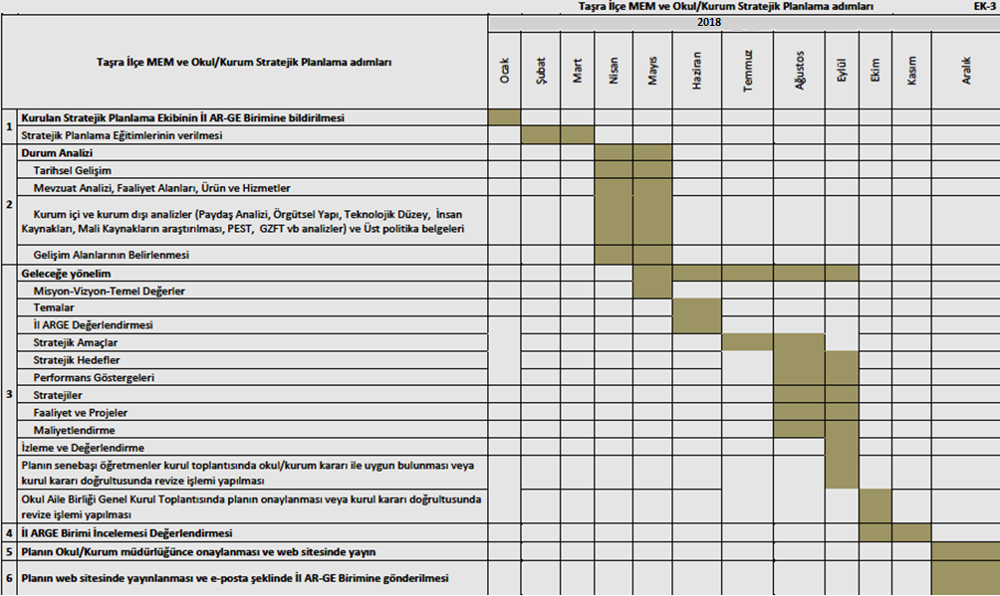 Taşra İlçe MEM ve Okul/Kurum Stratejik Planlama adımları EK-3
2018
Taşra İlçe MEM ve Okul/Kurum Stratejik Planlama adımları
Ocak
Şubat
Mart
Nisan
Mayıs
Haziran
Temmuz
Ağustos
Eylül
Ekim
Kasım
Aralık
1
Kurulan Stratejik Planlama Ekibinin İl AR-GE Birimine bildirilmesi
Stratejik Planlama Eğitimlerinin verilmesi
2
Durum Analizi
Tarihsel Gelişim
Mevzuat Analizi, Faaliyet Alanları, Ürün ve Hizmetler
Kurum içi ve kurum dışı analizler (Paydaş Analizi, Örgütsel Yapı, Teknolojik Düzey, İnsan
Kaynakları, Mali Kaynakların araştırılması, PEST, GZFT vb analizler) ve Üst politika belgeleri
Gelişim Alanlarının Belirlenmesi
3
Geleceğe yönelim
Misyon-Vizyon-Temel Değerler
Temalar
İl ARGE Değerlendirmesi
Stratejik Amaçlar
Stratejik Hedefler
Performans Göstergeleri
Stratejiler
Faaliyet ve Projeler
Maliyetlendirme
İzleme ve Değerlendirme
Planın senebaşı öğretmenler kurul toplantısında okul/kurum kararı ile uygun bulunması veya
kurul kararı doğrultusunda revize işlemi yapılması
Okul Aile Birliği Genel Kurul Toplantısında planın onaylanması veya kurul kararı doğrultusunda
revize işlemi yapılması
4 İl ARGE Birimi İncelemesi Değerlendirmesi
5 Planın Okul/Kurum müdürlüğünce onaylanması ve web sitesinde yayın
6 Planın web sitesinde yayınlanması ve e-posta şeklinde İl AR-GE Birimine gönderilmesi